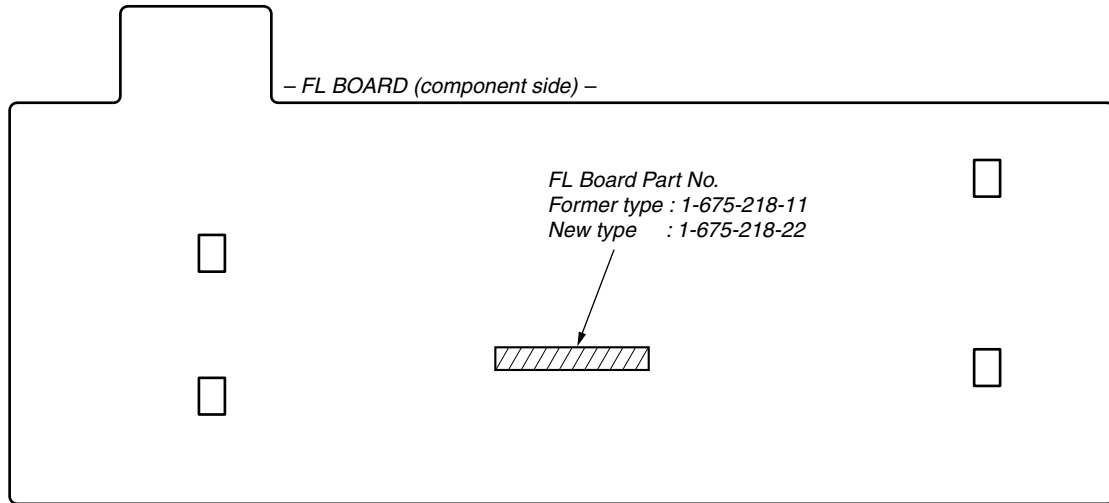 – FL BOARD (component side) –
FL Board Part No.
Former type : 1-675-218-11
New type : 1-675-218-22